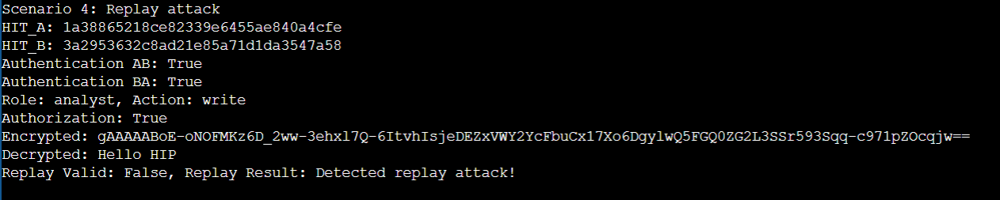 Scenario 4: Replay attack
HIT_A: 1a38865218ce82339e6455ae840a4cfe
HIT_B: 3a2953632c8ad21e85a71d1da3547a58
Authentication AB: True
Authentication BA: True
Role: analyst, Action: write
Authorization: True
Encrypted: gAAAAABoE-oNOFMKz6D_2ww-3ehxl7Q-6ItvhIsjeDEZxVWY2YcFbuCx17Xo6DgylwQ5FGQ0ZG2L3SSr593Sqq-c971pZOcqjw==
Decrypted: Hello HIP
Replay Valid: False, Replay Result: Detected replay attack!